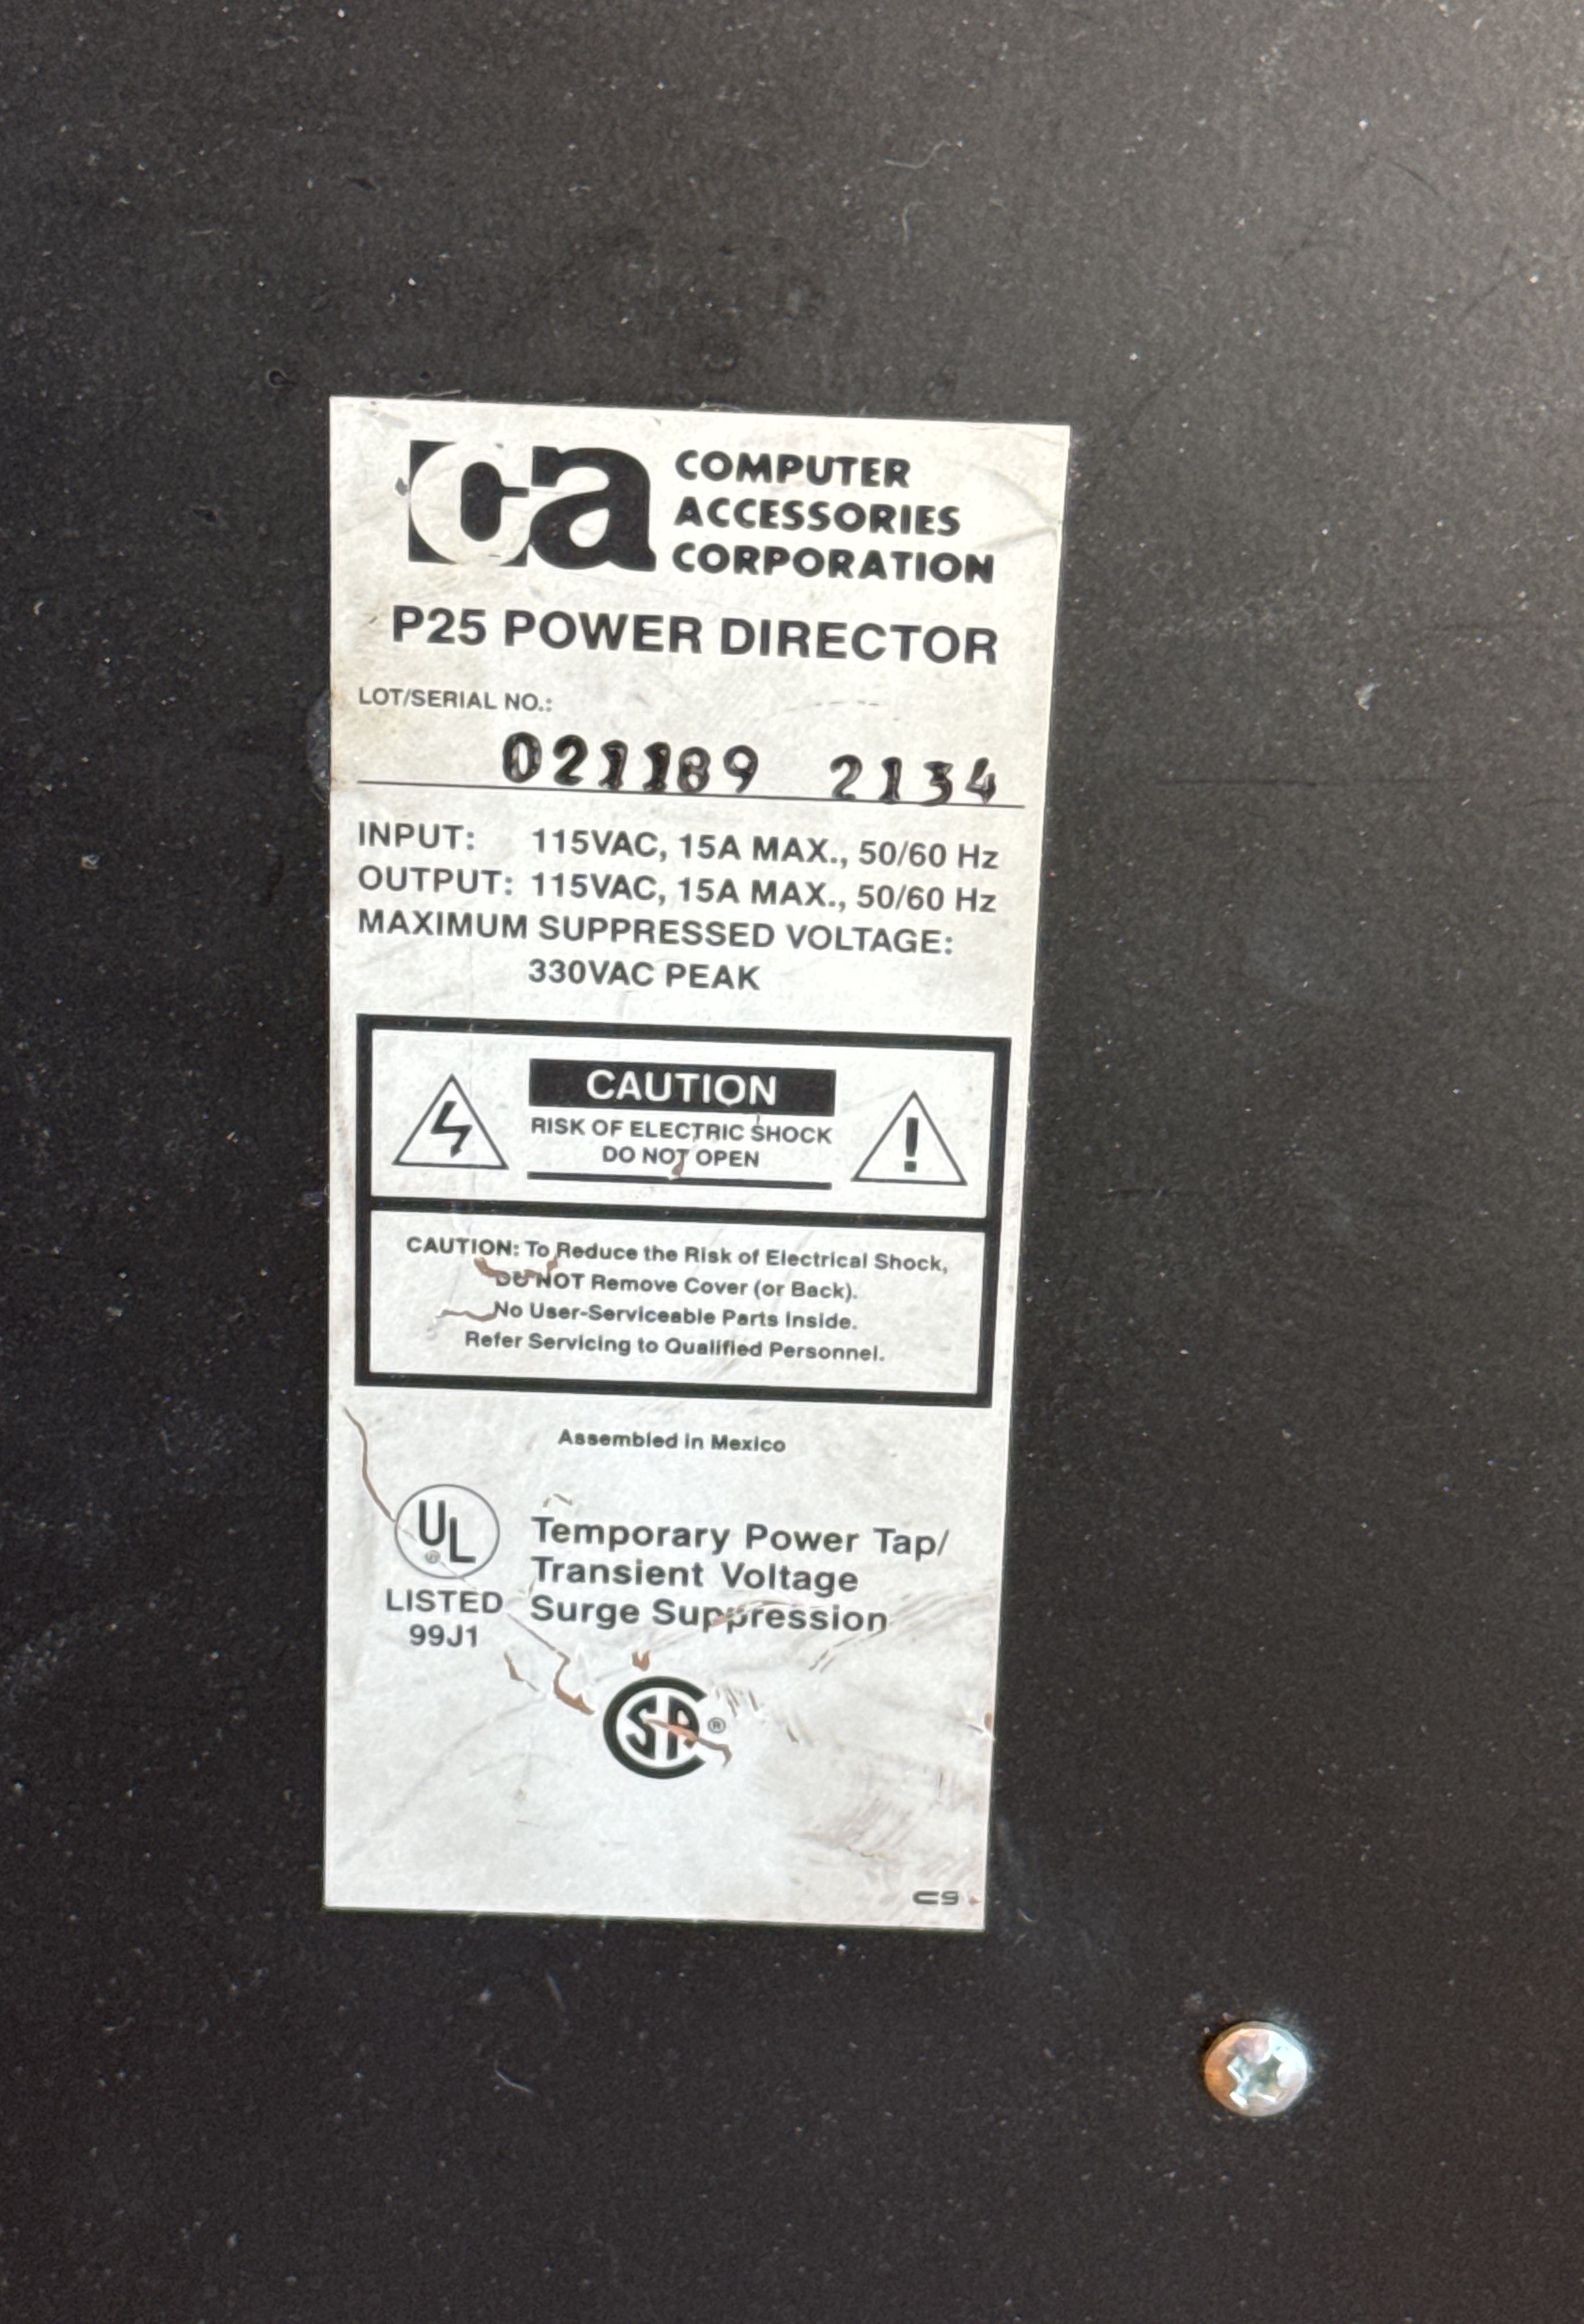 ca COMPUTER
ACCESSORIES
CORPORATION
P25 POWER DIRECTOR
LOT/SERIAL NO.:
021189 2134
INPUT: 115VAC, 15A MAX., 50/60 Hz
OUTPUT: 115VAC, 15A MAX., 50/60 Hz
MAXIMUM SUPPRESSED VOLTAGE:
330VAC PEAK
CAUTION
RISK OF ELECTRIC SHOCK
DO NOT OPEN
!
CAUTION: To Reduce the Risk of Electrical Shock,
DO NOT Remove Cover (or Back).
No User-Serviceable Parts Inside.
Refer Servicing to Qualified Personnel.
Assembled in Mexico
UL ®
LISTED
99J1
Temporary Power Tap/
Transient Voltage
Surge Suppression
CSA ®
C9